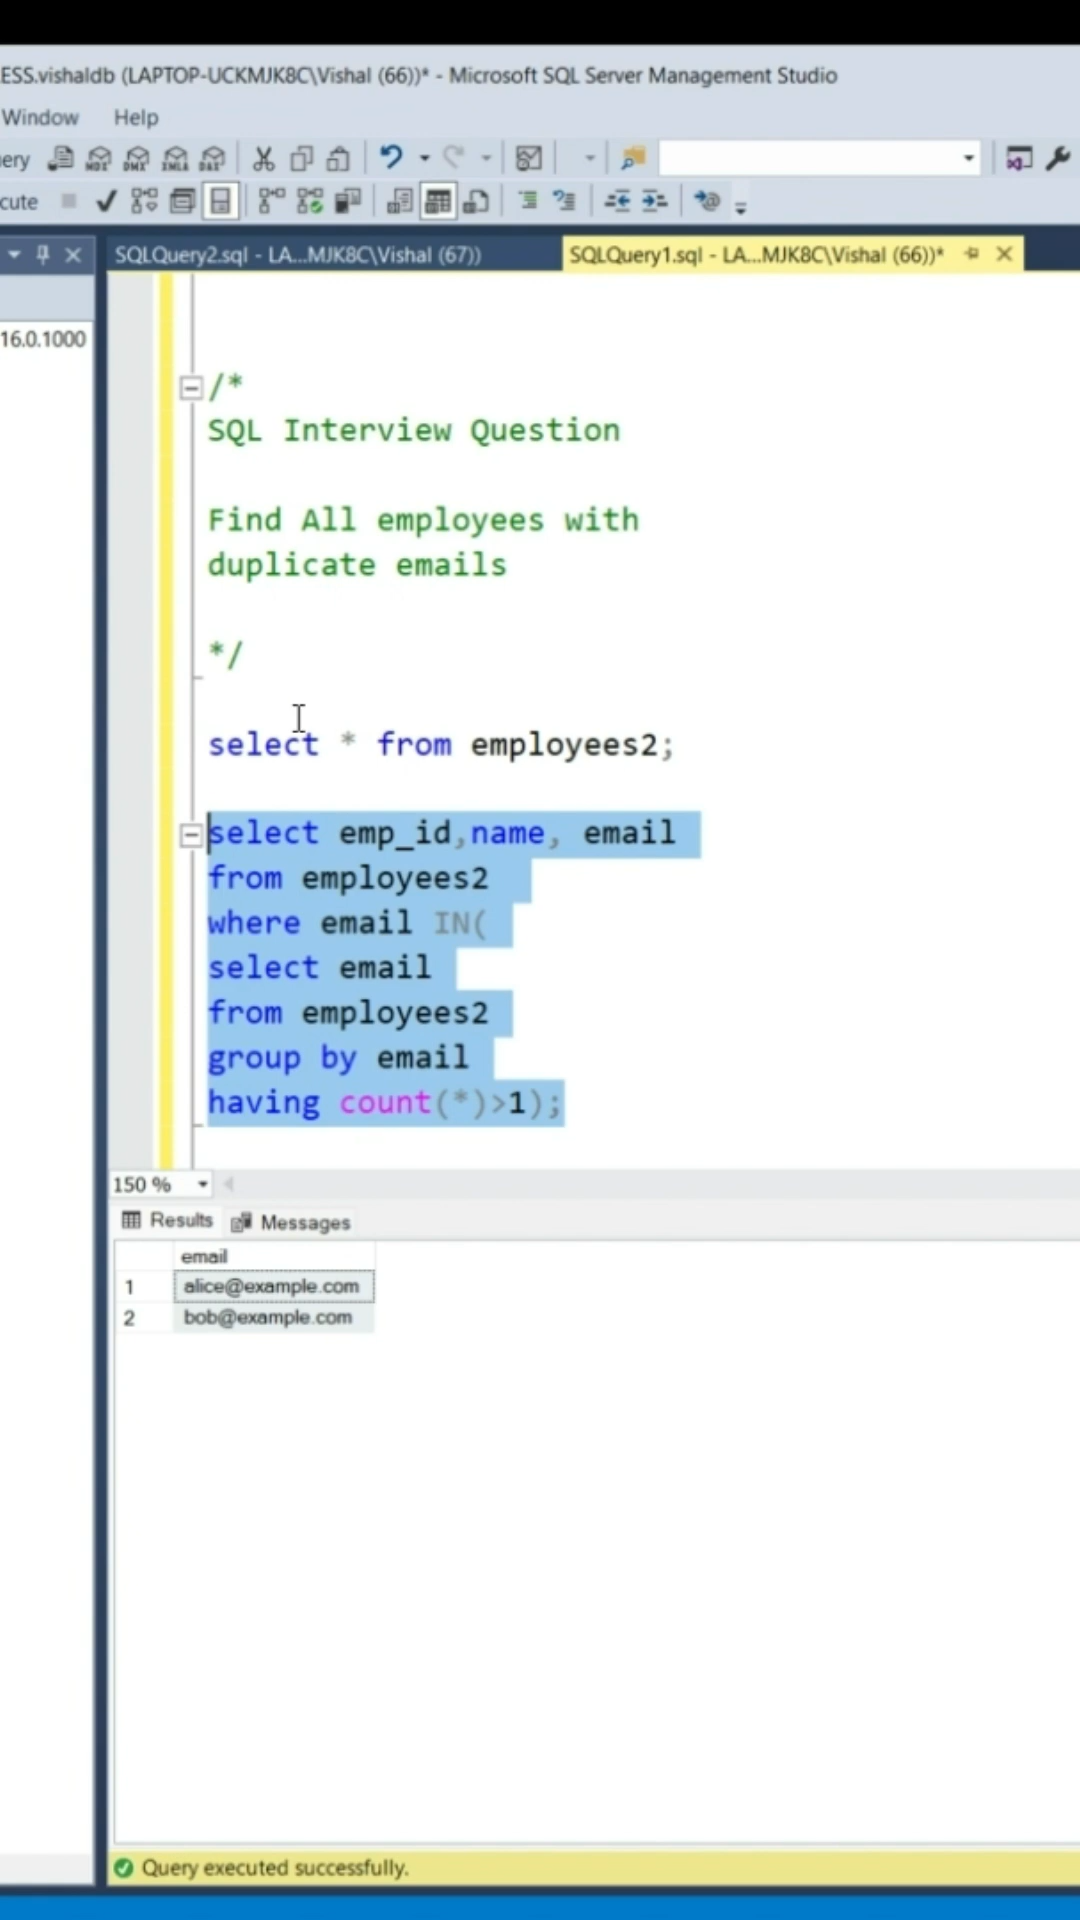 ESS.vishaldb (LAPTOP-UCKMJK8C\Vishal (66))* - Microsoft SQL Server Management Studio
Window Help
ery MDX DMX XMLA DAX
cute
SQLQuery2.sql - LA...MJK8C\Vishal (67)) SQLQuery1.sql - LA...MJK8C\Vishal (66))*
16.0.1000
/*
SQL Interview Question
Find All employees with
duplicate emails
*/
select * from employees2;
select emp_id,name, email
from employees2
where email IN(
select email
from employees2
group by email
having count(*)>1);
150 %
Results Messages
email
1 alice@example.com
2 bob@example.com
Query executed successfully.